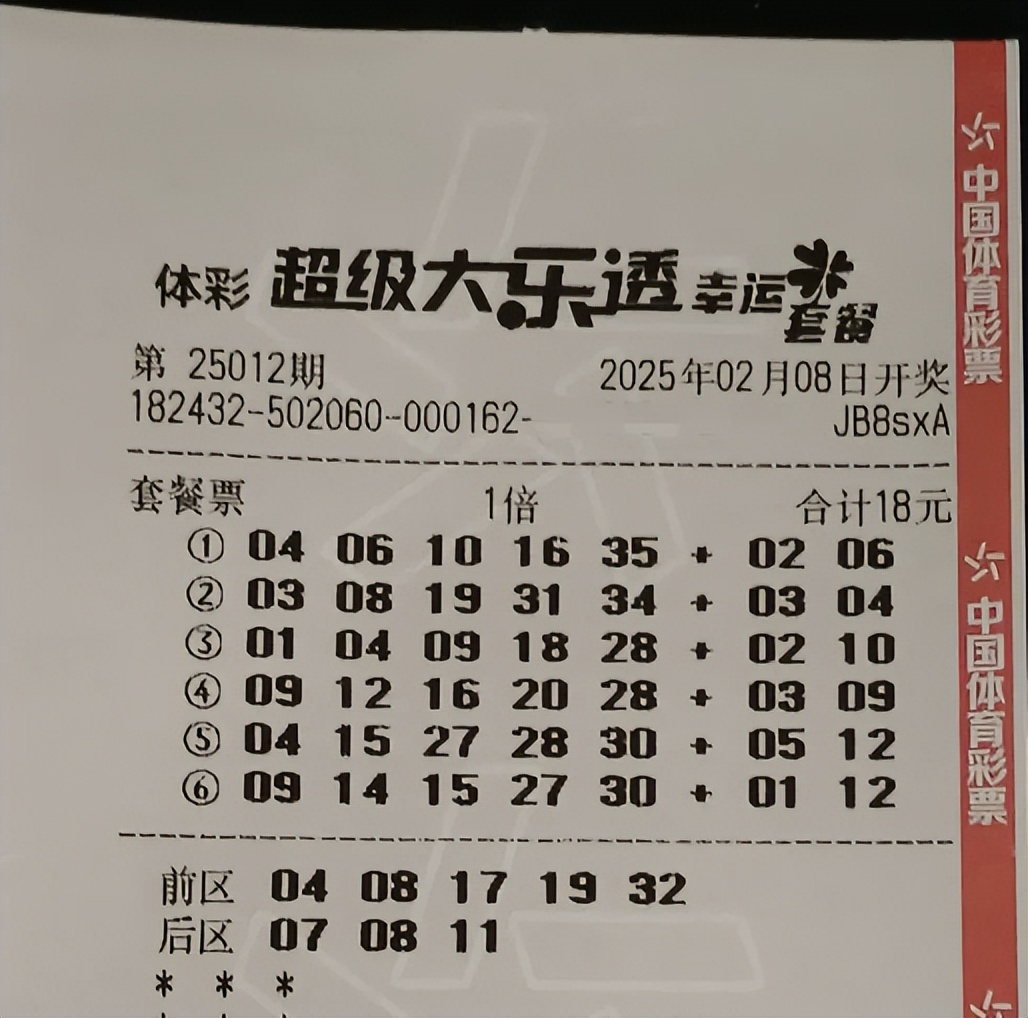 体彩 超级大乐透 幸运套餐
第 25012期 2025年02月08日开奖
182432-502060-000162- JB8sxA
套餐票 1倍 合计18元
① 04 06 10 16 35 + 02 06
② 03 08 19 31 34 + 03 04
③ 01 04 09 18 28 + 02 10
④ 09 12 16 20 28 + 03 09
⑤ 04 15 27 28 30 + 05 12
⑥ 09 14 15 27 30 + 01 12
前区 04 08 17 19 32
后区 07 08 11
* * *
中国体育彩票
中国体育彩票